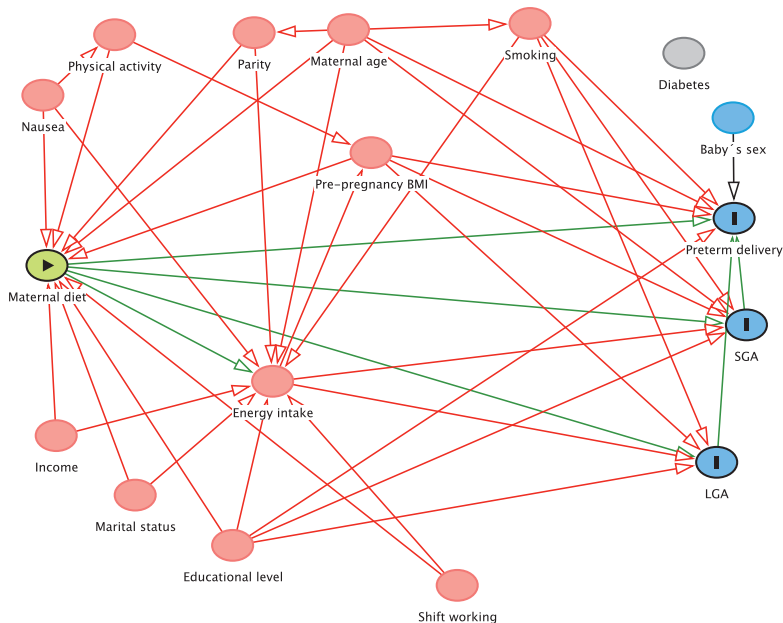 Physical activity
Parity
Maternal age
Smoking
Diabetes
Nausea
Baby´s sex
Pre-pregnancy BMI
Preterm delivery
Maternal diet
SGA
Energy intake
Income
LGA
Marital status
Educational level
Shift working